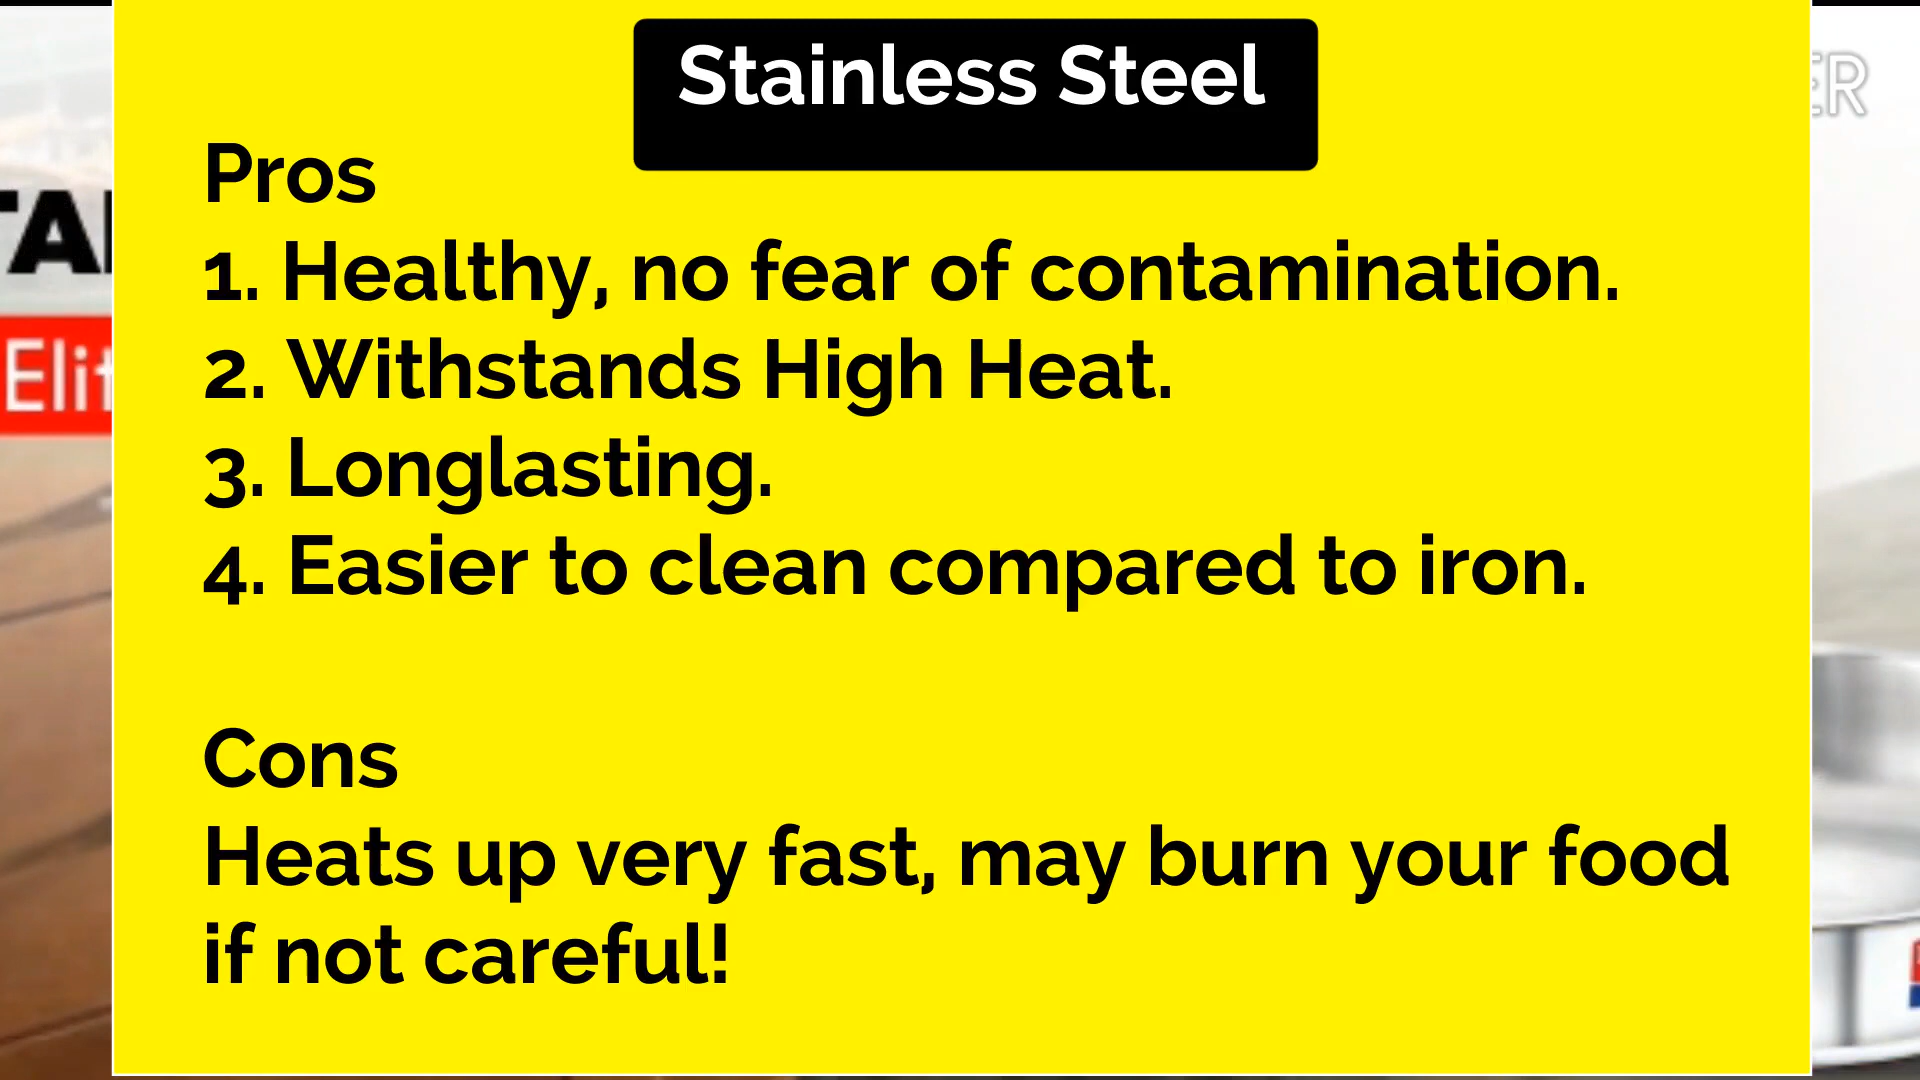 Stainless Steel
Pros
1. Healthy, no fear of contamination.
2. Withstands High Heat.
3. Longlasting.
4. Easier to clean compared to iron.
Cons
Heats up very fast, may burn your food
if not careful!